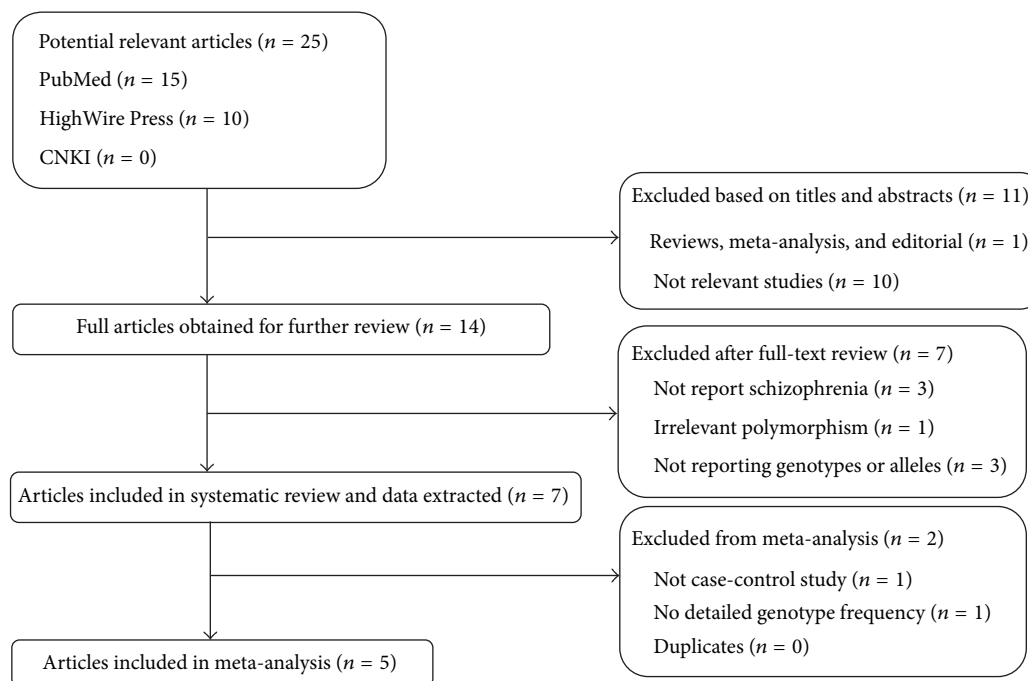 Potential relevant articles (n = 25)
PubMed (n = 15)
HighWire Press (n = 10)
CNKI (n = 0)
Excluded based on titles and abstracts (n = 11)
Reviews, meta-analysis, and editorial (n = 1)
Not relevant studies (n = 10)
Full articles obtained for further review (n = 14)
Excluded after full-text review (n = 7)
Not report schizophrenia (n = 3)
Irrelevant polymorphism (n = 1)
Not reporting genotypes or alleles (n = 3)
Articles included in systematic review and data extracted (n = 7)
Excluded from meta-analysis (n = 2)
Not case-control study (n = 1)
No detailed genotype frequency (n = 1)
Duplicates (n = 0)
Articles included in meta-analysis (n = 5)